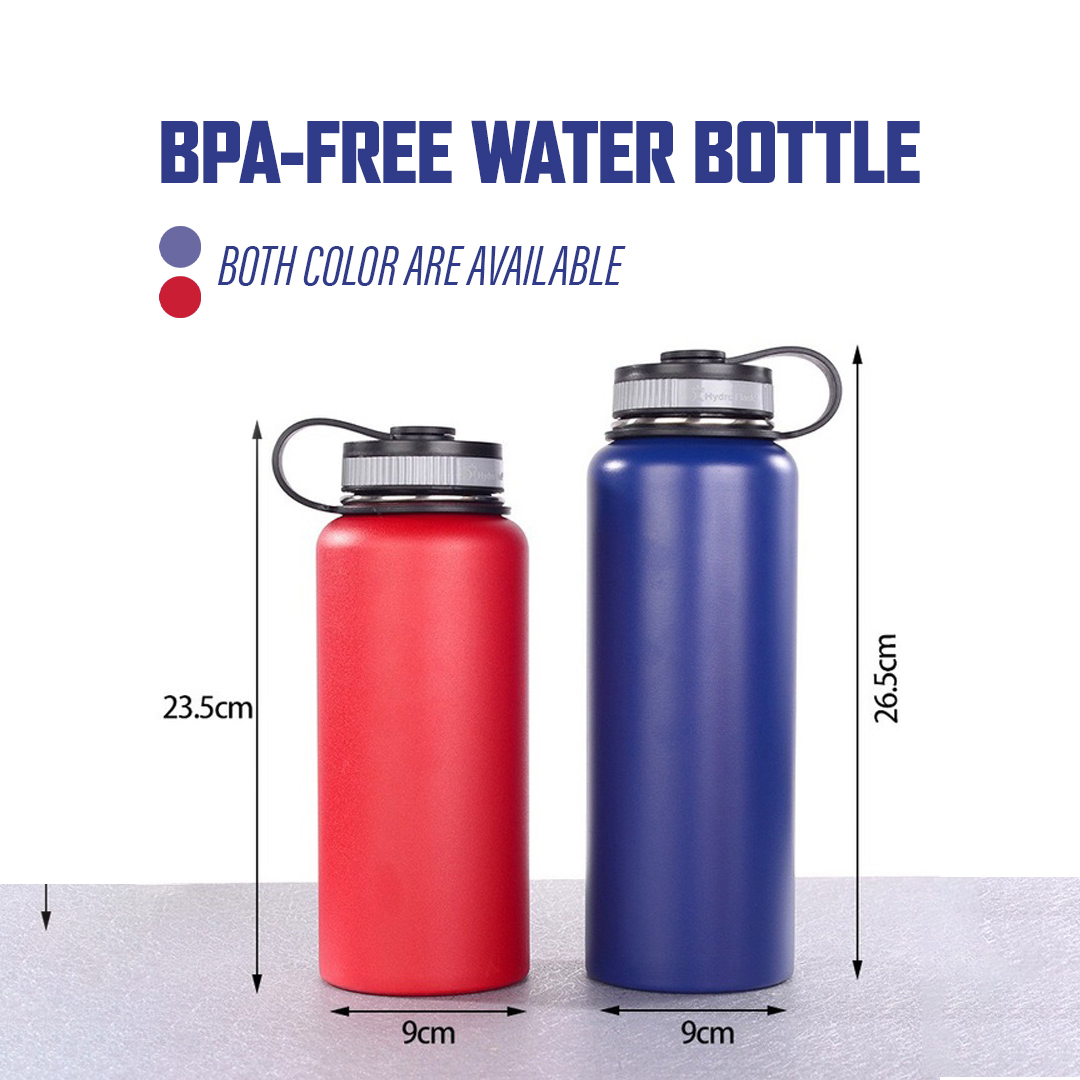 BPA-FREE WATER BOTTLE
BOTH COLOR ARE AVAILABLE
26.5cm
23.5cm
9cm
9cm